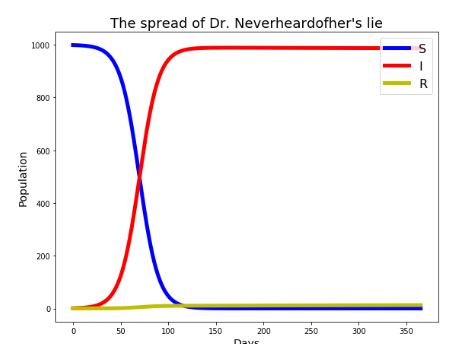 The spread of Dr. Neverheardofher's lie
S
I
R
Population
1000
800
600
400
200
0
0 50 100 150 200 250 300 350
Days